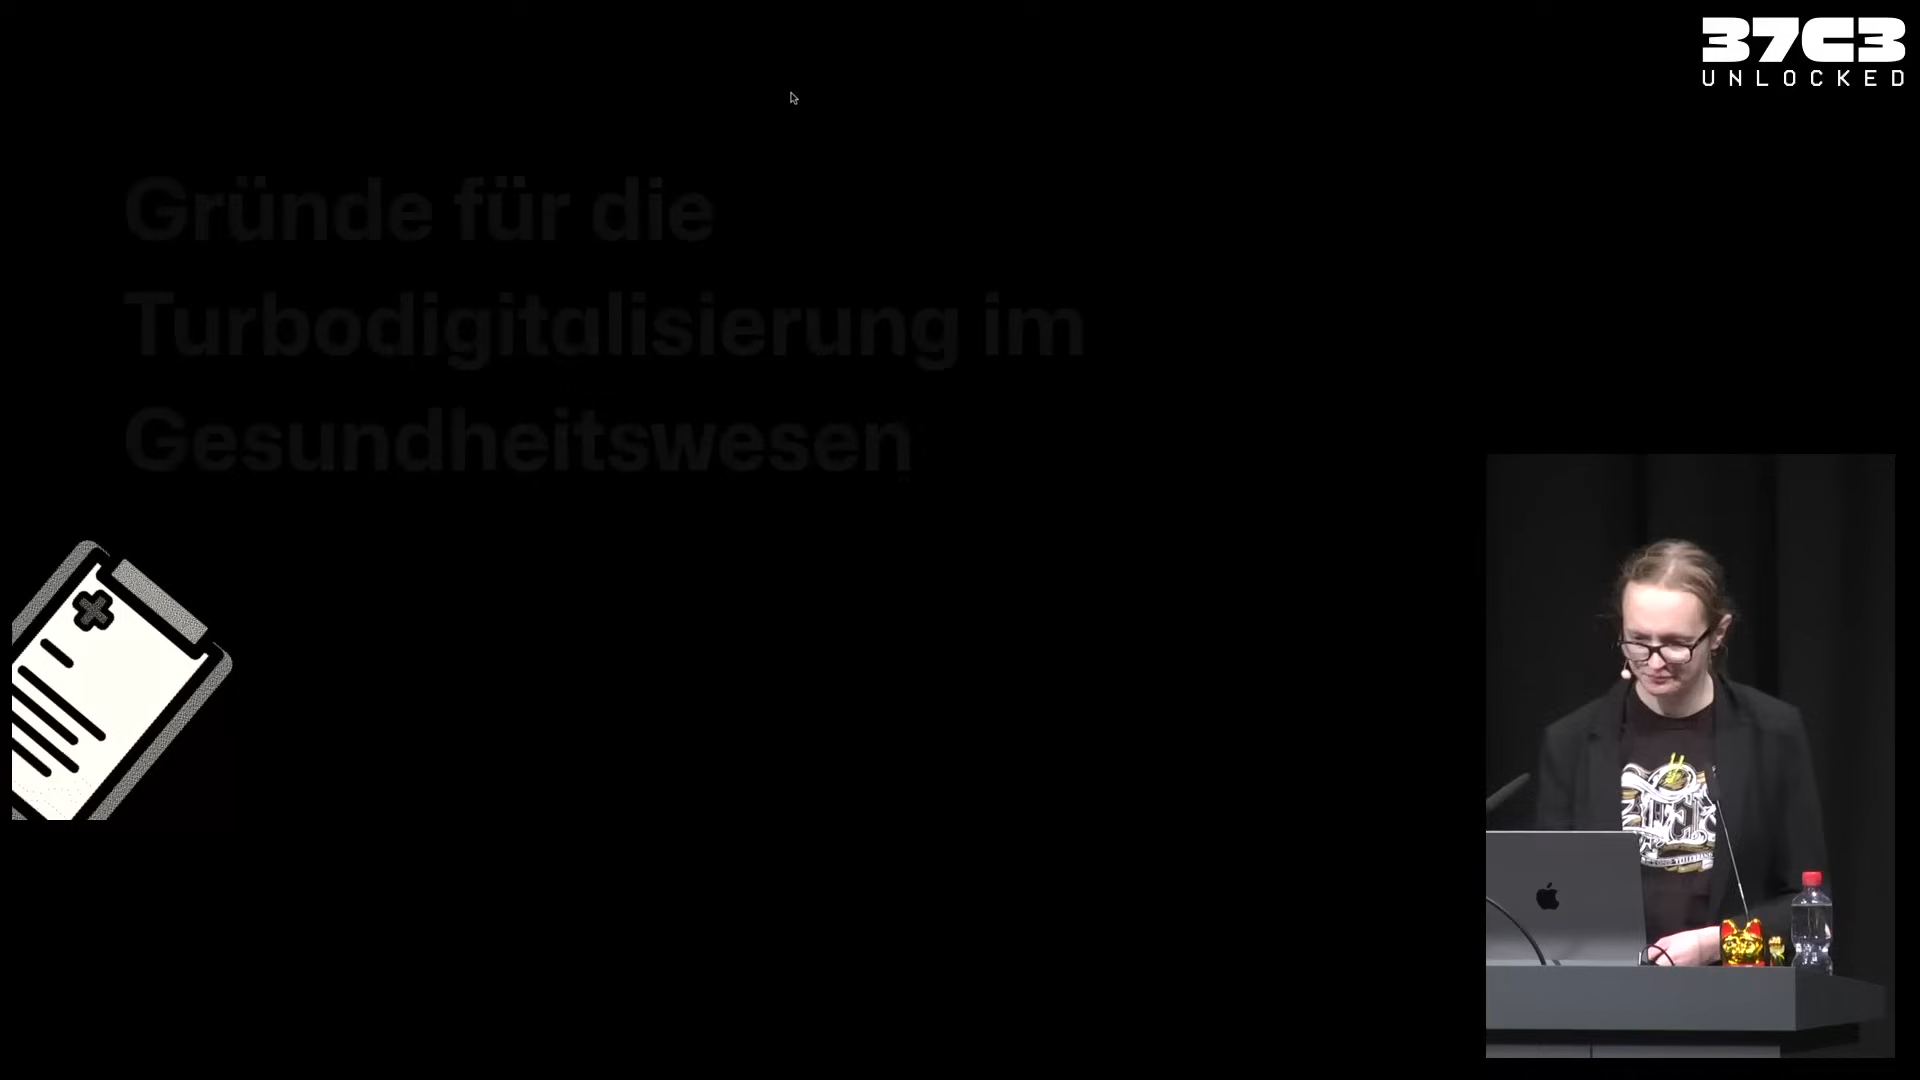 37C3
UNLOCKED
Gründe für die
Turbodigitalisierung im
Gesundheitswesen